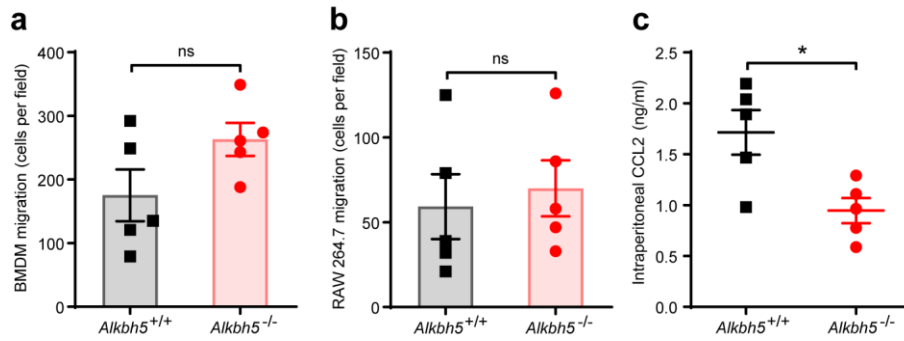 a
BMDM migration (cells per field)
400
300
200
100
0
ns
Alkbh5+/+
Alkbh5-/-
b
RAW 264.7 migration (cells per field)
150
100
50
0
ns
Alkbh5+/+
Alkbh5-/-
c
Intraperitoneal CCL2 (ng/ml)
2.5
2.0
1.5
1.0
0.5
0.0
*
Alkbh5+/+
Alkbh5-/-